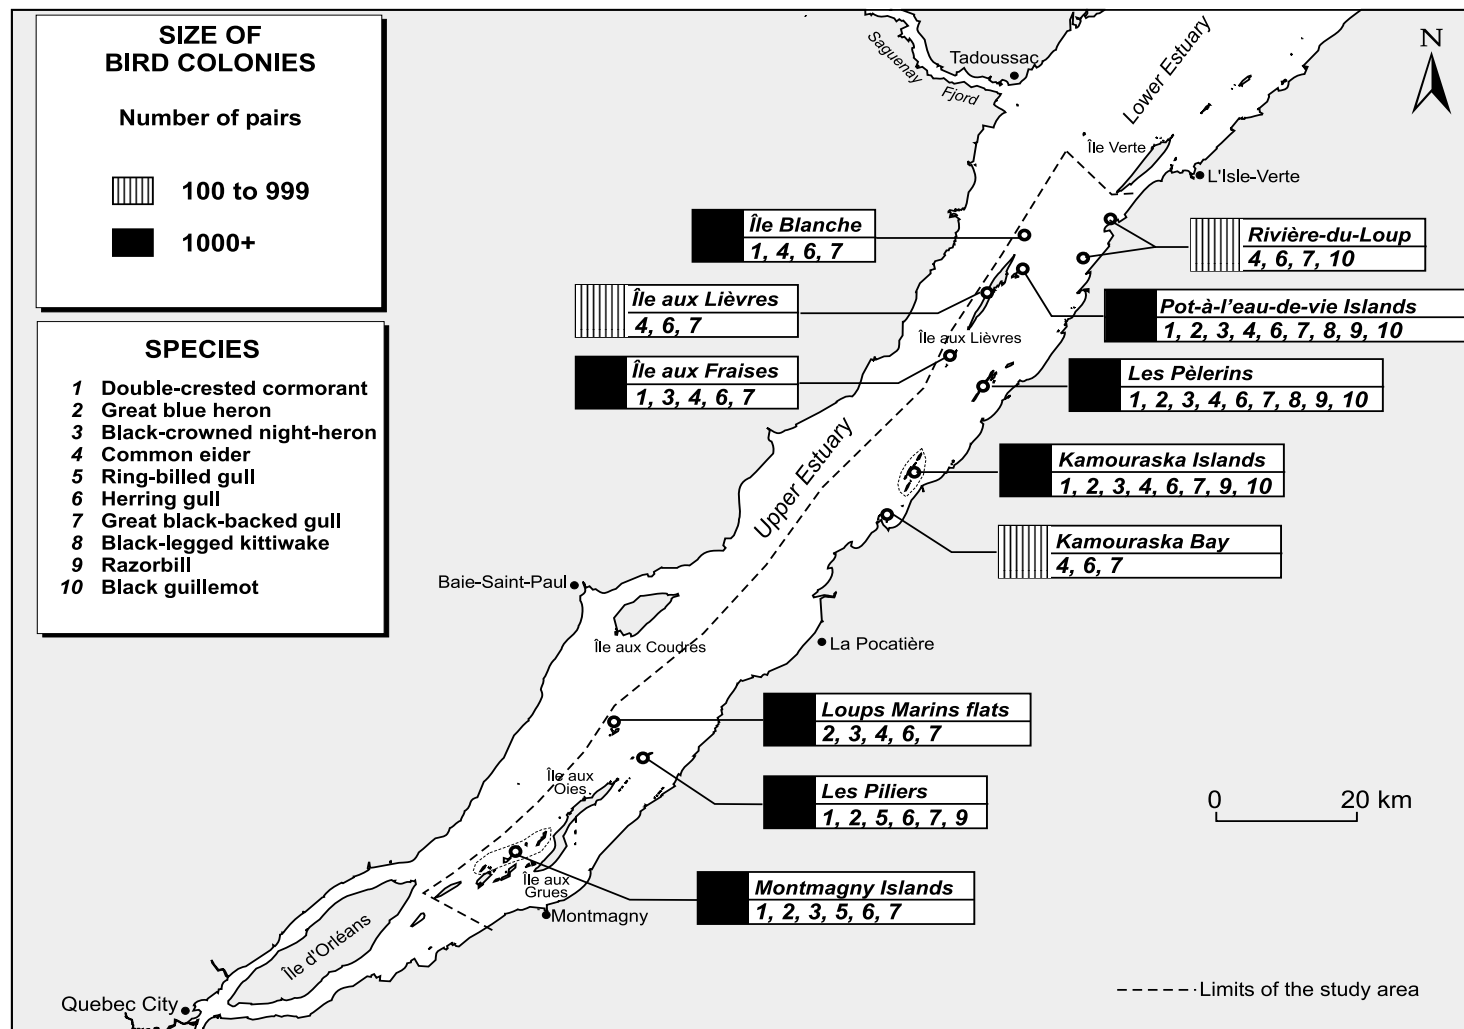 SIZE OF
BIRD COLONIES
Number of pairs
100 to 999
1000+
SPECIES
1 Double-crested cormorant
2 Great blue heron
3 Black-crowned night-heron
4 Common eider
5 Ring-billed gull
6 Herring gull
7 Great black-backed gull
8 Black-legged kittiwake
9 Razorbill
10 Black guillemot
Saguenay
Fjord
Tadoussac
Lower Estuary
N
Île Verte
L'Isle-Verte
Île Blanche
1, 4, 6, 7
Rivière-du-Loup
4, 6, 7, 10
Île aux Lièvres
4, 6, 7
Pot-à-l'eau-de-vie Islands
1, 2, 3, 4, 6, 7, 8, 9, 10
Île aux Lièvres
Île aux Fraises
1, 3, 4, 6, 7
Les Pèlerins
1, 2, 3, 4, 6, 7, 8, 9, 10
Upper Estuary
Kamouraska Islands
1, 2, 3, 4, 6, 7, 9, 10
Kamouraska Bay
4, 6, 7
Baie-Saint-Paul
Île aux Coudres
La Pocatière
Loups Marins flats
2, 3, 4, 6, 7
Île aux
Oies
Les Piliers
1, 2, 5, 6, 7, 9
0 20 km
Île aux
Grues
Montmagny Islands
1, 2, 3, 5, 6, 7
Montmagny
Île d'Orléans
Quebec City
Limits of the study area